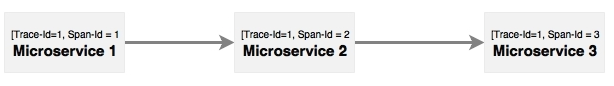 [Trace-Id=1, Span-Id = 1
Microservice 1
[Trace-Id=1, Span-Id = 2
Microservice 2
[Trace-Id=1, Span-Id = 3
Microservice 3